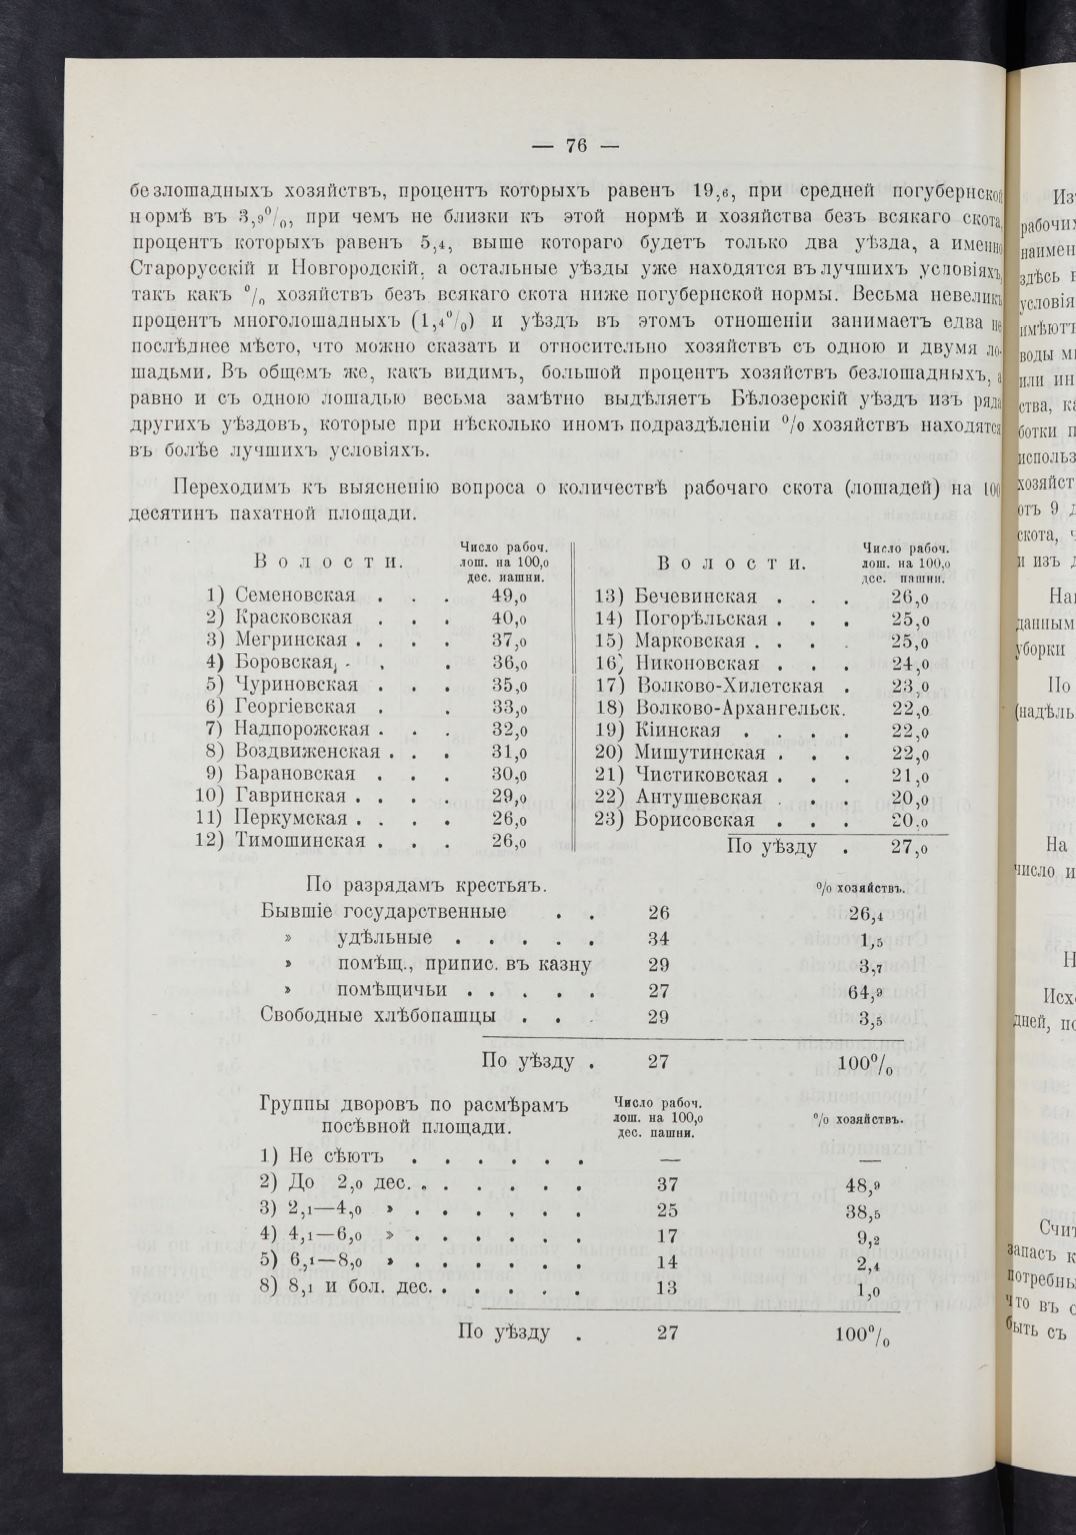 — 76 —
безлошадныхъ хозяйствъ, процентъ которыхъ равенъ 19,6, при средней погубернской
нормѣ въ 3,9%, при чемъ не близки къ этой нормѣ и хозяйства безъ всякаго скота,
процентъ которыхъ равенъ 5,4, выше котораго будетъ только два уѣзда, а именно
Старорусскій и Новгородскій, а остальные уѣзды уже находятся въ лучшихъ условіяхъ,
такъ какъ % хозяйствъ безъ всякаго скота ниже погубернской нормы. Весьма невеликъ
процентъ многолошадныхъ (1,4%) и уѣздъ въ этомъ отношеніи занимаетъ едва не
послѣднее мѣсто, что можно сказать и относительно хозяйствъ съ одною и двумя ло-
шадьми. Въ общемъ же, какъ видимъ, большой процентъ хозяйствъ безлошадныхъ, а
равно и съ одною лошадью весьма замѣтно выдѣляетъ Бѣлозерскій уѣздъ изъ ряда
другихъ уѣздовъ, которые при нѣсколько иномъ подраздѣленіи % хозяйствъ находятся
въ болѣе лучшихъ условіяхъ.
Переходимъ къ выясненію вопроса о количествѣ рабочаго скота (лошадей) на 100
десятинъ пахатной площади.
Волости. Число рабоч. лош. на 100,0 дес. пашни.
1) Семеновская . . . 49,0
2) Красковская . . . 40,0
3) Мегринская . . . . 37,0
4) Боровская . . . 36,0
5) Чуриновская . . . 35,0
6) Георгіевская . . 33,0
7) Надпорожская . . . 32,0
8) Воздвиженская . . . 31,0
9) Барановская . . . 30,0
10) Гавринская . . . . 29,0
11) Перкумская . . . . 26,0
12) Тимошинская . . . 26,0
Волости. Число рабоч. лош. на 100,0 дес. пашни.
13) Бечевинская . . . 26,0
14) Погорѣльская . . . 25,0
15) Марковская . . . . 25,0
16) Никоновская . . . 24,0
17) Волково-Хилетская . 23,0
18) Волково-Архангельск. 22,0
19) Кіинская . . . . 22,0
20) Мишутинская . . . 22,0
21) Чистиковская . . . 21,0
22) Антушевская . . . 20,0
23) Борисовская . . . 20,0
По уѣзду . 27,0
По разрядамъ крестьяъ. % хозяйствъ.
Бывшіе государственные . . 26 26,4
» удѣльные . . . . . 34 1,5
» помѣщ., припис. въ казну 29 3,7
» помѣщичьи . . . . . 27 64,9
Свободные хлѣбопашцы . . . 29 3,5
По уѣзду . 27 100%
Группы дворовъ по расмѣрамъ посѣвной площади. Число рабоч. лош. на 100,0 дес. пашни. % хозяйствъ.
1) Не сѣютъ . . . . . . — —
2) До 2,0 дес. . . . . . . 37 48,9
3) 2,1—4,0 » . . . . . . 25 38,5
4) 4,1—6,0 » . . . . . . 17 9,2
5) 6,1—8,0 » . . . . . . 14 2,4
8) 8,1 и бол. дес. . . . . . 13 1,0
По уѣзду . 27 100%